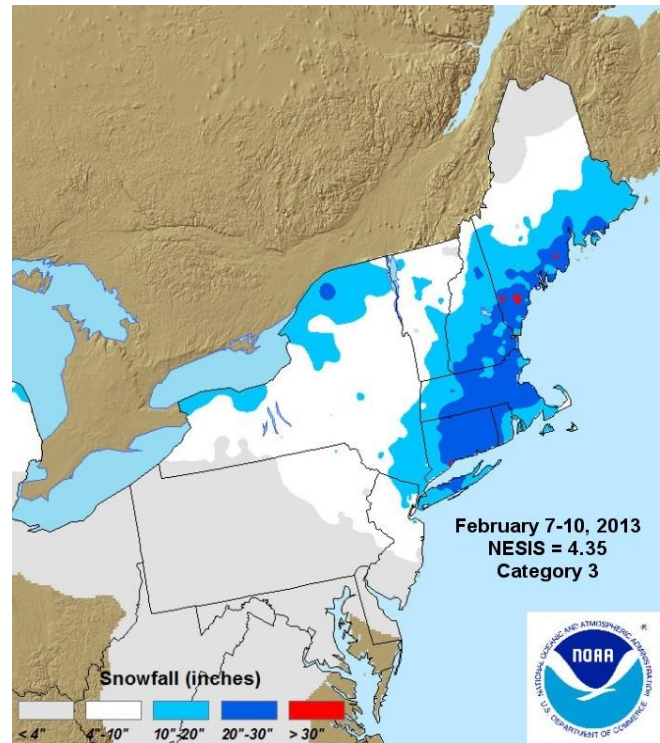 February 7-10, 2013
NESIS = 4.35
Category 3
Snowfall (inches)
< 4" 4"-10" 10"-20" 20"-30" > 30"
NATIONAL OCEANIC AND ATMOSPHERIC ADMINISTRATION
®
NOAA
U.S. DEPARTMENT OF COMMERCE